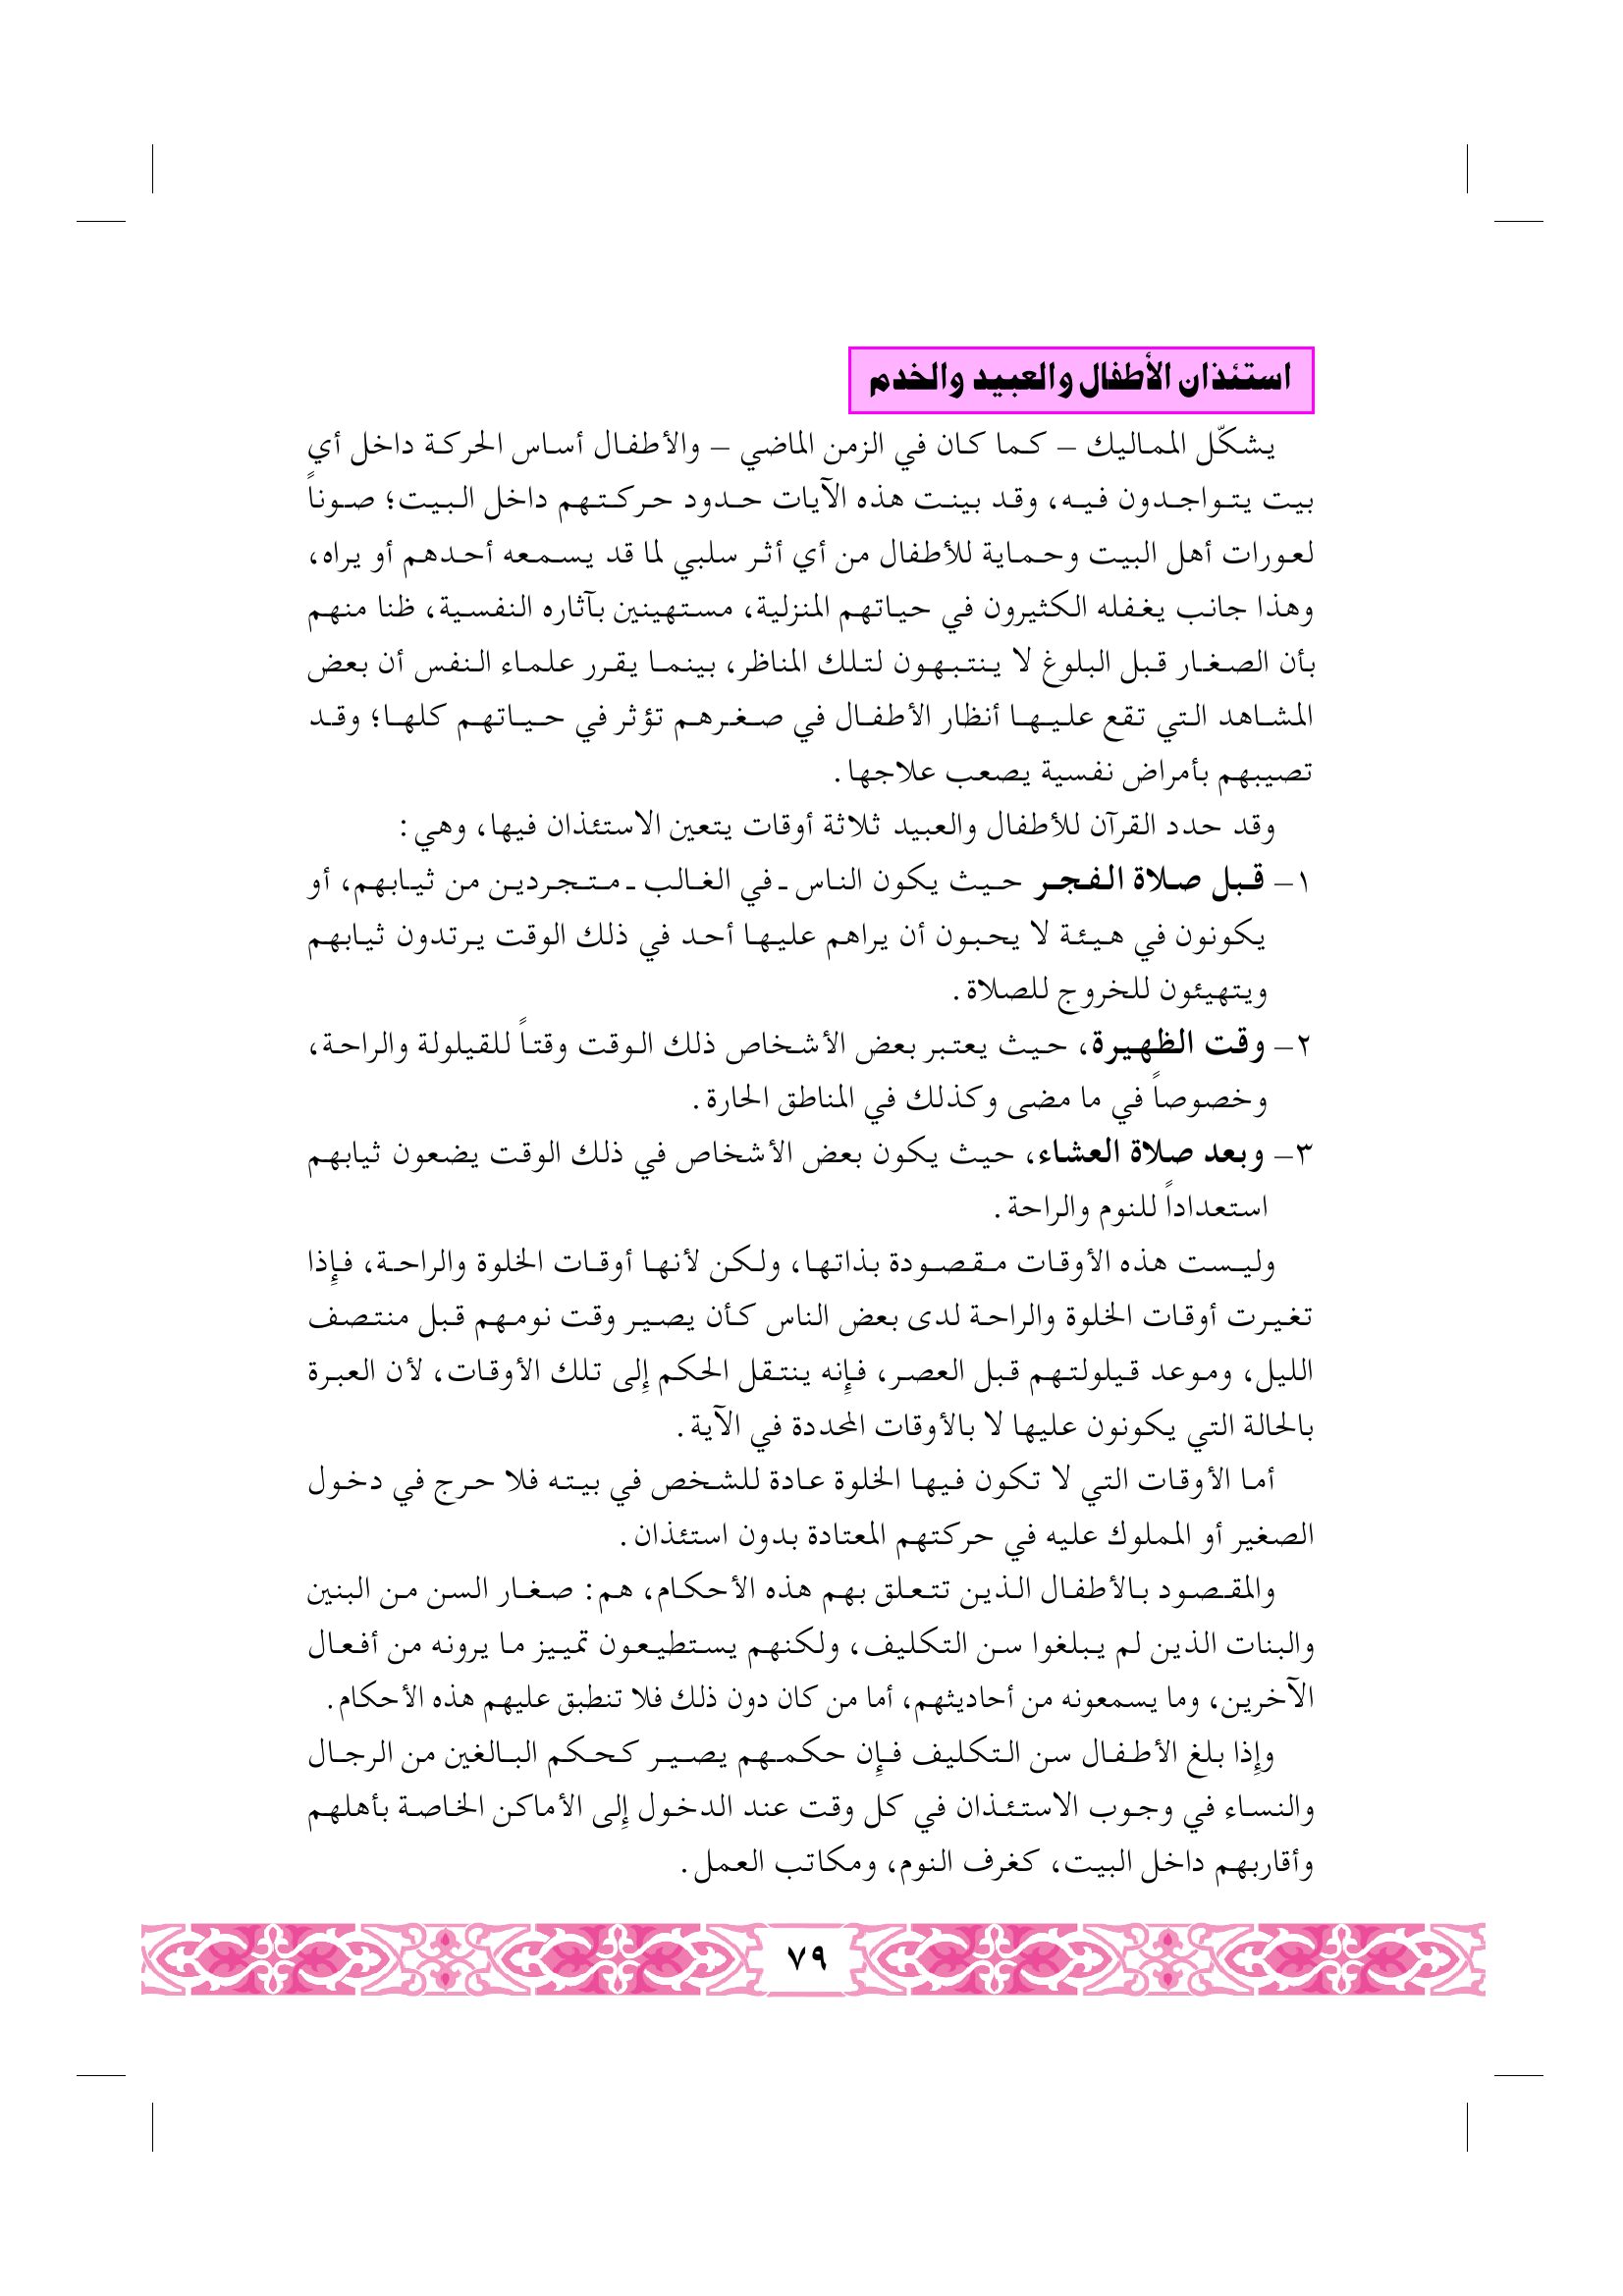 استئذان الأطفال والعبيد والخدم
يشكّل المماليك – كما كان في الزمن الماضي – والأطفال أساس الحركة داخل أي
بيت يتواجدون فيه، وقد بينت هذه الآيات حدود حركتهم داخل البيت؛ صوناً
لعورات أهل البيت وحماية للأطفال من أي أثر سلبي لما قد يسمعه أحدهم أو يراه،
وهذا جانب يغفله الكثيرون في حياتهم المنزلية، مستهينين بآثاره النفسية، ظنا منهم
بأن الصغار قبل البلوغ لا ينتبهون لتلك المناظر، بينما يقرر علماء النفس أن بعض
المشاهد التي تقع عليها أنظار الأطفال في صغرهم تؤثر في حياتهم كلها؛ وقد
تصيبهم بأمراض نفسية يصعب علاجها.
وقد حدد القرآن للأطفال والعبيد ثلاثة أوقات يتعين الاستئذان فيها، وهي:
١– قبل صلاة الفجر حيث يكون الناس ـ في الغالب ـ متجردين من ثيابهم، أو
يكونون في هيئة لا يحبون أن يراهم عليها أحد في ذلك الوقت يرتدون ثيابهم
ويتهيئون للخروج للصلاة.
٢– وقت الظهيرة، حيث يعتبر بعض الأشخاص ذلك الوقت وقتاً للقيلولة والراحة،
وخصوصاً في ما مضى وكذلك في المناطق الحارة.
٣– وبعد صلاة العشاء، حيث يكون بعض الأشخاص في ذلك الوقت يضعون ثيابهم
استعداداً للنوم والراحة.
وليست هذه الأوقات مقصودة بذاتها، ولكن لأنها أوقات الخلوة والراحة، فإِذا
تغيرت أوقات الخلوة والراحة لدى بعض الناس كأن يصير وقت نومهم قبل منتصف
الليل، وموعد قيلولتهم قبل العصر، فإِنه ينتقل الحكم إِلى تلك الأوقات، لأن العبرة
بالحالة التي يكونون عليها لا بالأوقات المحددة في الآية.
أما الأوقات التي لا تكون فيها الخلوة عادة للشخص في بيته فلا حرج في دخول
الصغير أو المملوك عليه في حركتهم المعتادة بدون استئذان.
والمقصود بالأطفال الذين تتعلق بهم هذه الأحكام، هم: صغار السن من البنين
والبنات الذين لم يبلغوا سن التكليف، ولكنهم يستطيعون تمييز ما يرونه من أفعال
الآخرين، وما يسمعونه من أحاديثهم، أما من كان دون ذلك فلا تنطبق عليهم هذه الأحكام.
وإِذا بلغ الأطفال سن التكليف فإِن حكمهم يصير كحكم البالغين من الرجال
والنساء في وجوب الاستئذان في كل وقت عند الدخول إِلى الأماكن الخاصة بأهلهم
وأقاربهم داخل البيت، كغرف النوم، ومكاتب العمل.
٧٩